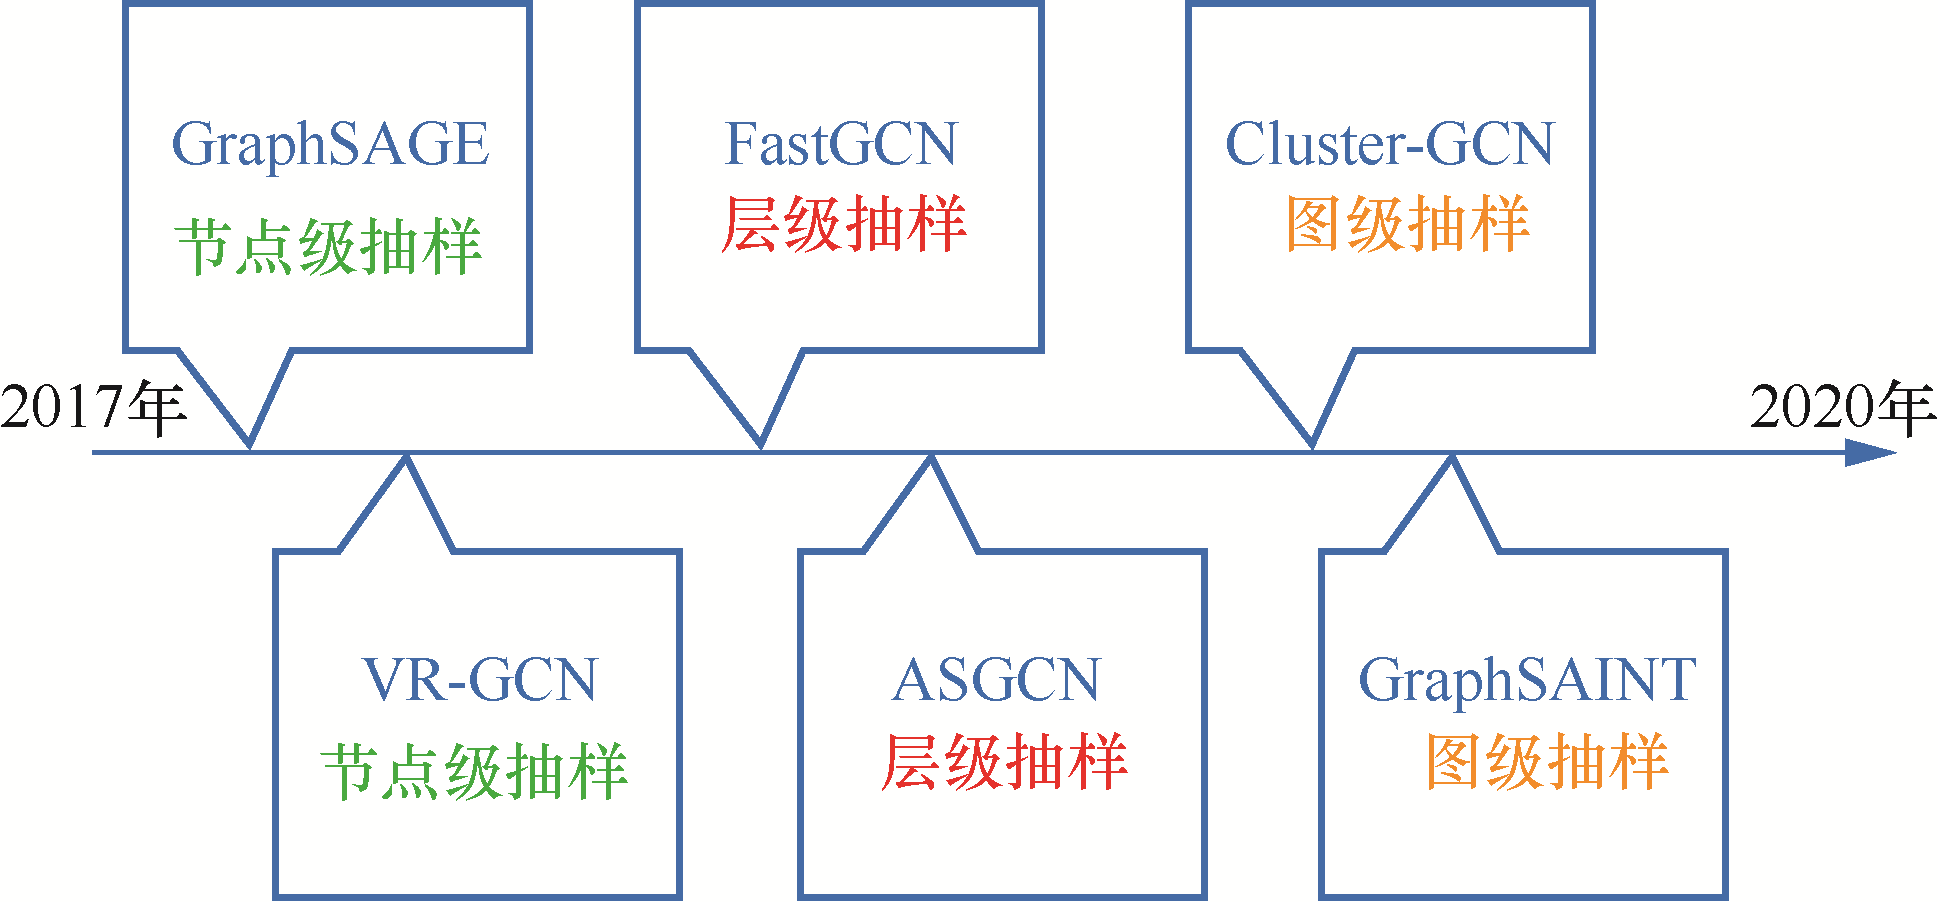 GraphSAGE
节点级抽样
FastGCN
层级抽样
Cluster-GCN
图级抽样
2017年
2020年
VR-GCN
节点级抽样
ASGCN
层级抽样
GraphSAINT
图级抽样